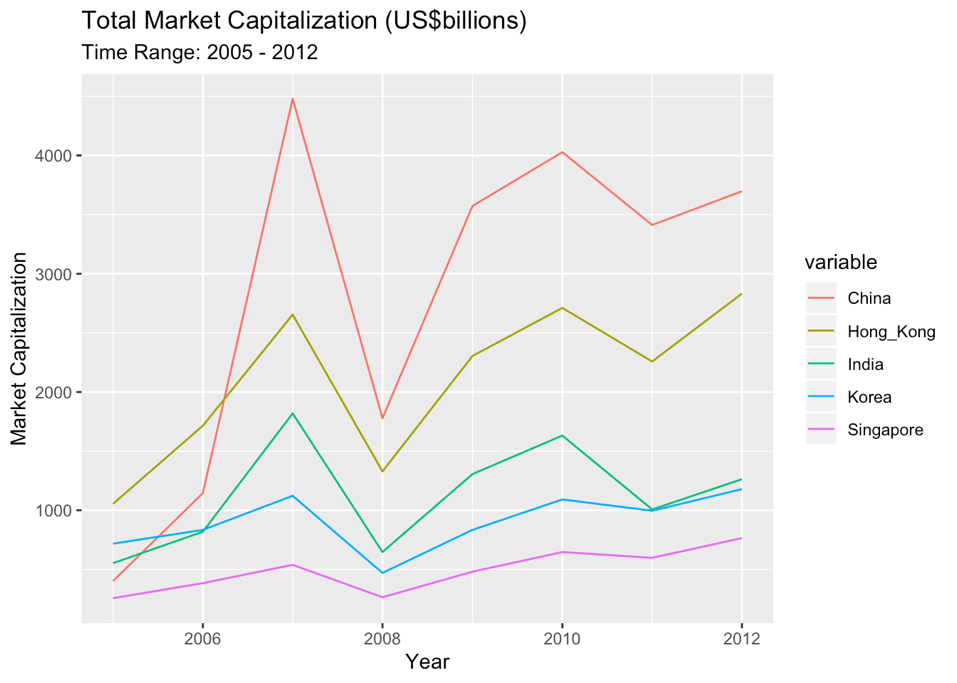 Total Market Capitalization (US$billions)
Time Range: 2005 - 2012
Market Capitalization
4000
3000
2000
1000
2006
2008
2010
2012
Year
variable
China
Hong_Kong
India
Korea
Singapore